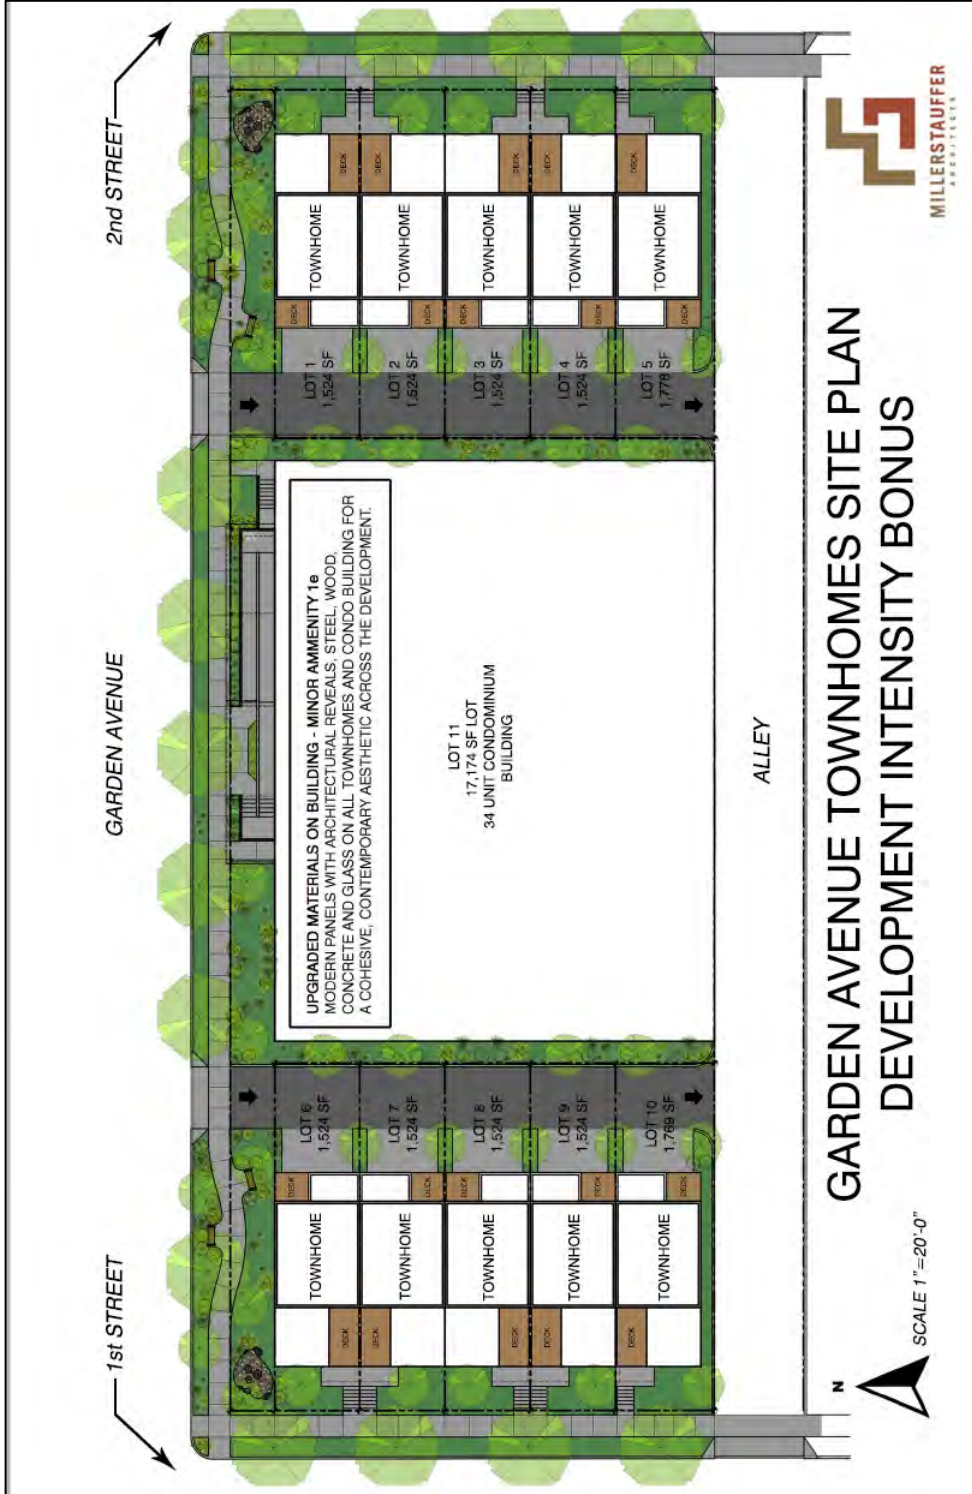 1st STREET
GARDEN AVENUE
2nd STREET
DECK
TOWNHOME
DECK
LOT 6
1,524 SF
DECK
TOWNHOME
DECK
LOT 7
1,524 SF
DECK
TOWNHOME
DECK
LOT 8
1,524 SF
DECK
TOWNHOME
DECK
LOT 9
1,524 SF
DECK
TOWNHOME
DECK
LOT 10
1,769 SF
UPGRADED MATERIALS ON BUILDING - MINOR AMMENITY 1e
MODERN PANELS WITH ARCHITECTURAL REVEALS, STEEL, WOOD,
CONCRETE AND GLASS ON ALL TOWNHOMES AND CONDO BUILDING FOR
A COHESIVE, CONTEMPORARY AESTHETIC ACROSS THE DEVELOPMENT.
LOT 11
17,174 SF LOT
34 UNIT CONDOMINIUM
BUILDING
LOT 1
1,524 SF
DECK
TOWNHOME
DECK
LOT 2
1,524 SF
DECK
TOWNHOME
DECK
LOT 3
1,524 SF
DECK
TOWNHOME
DECK
LOT 4
1,524 SF
DECK
TOWNHOME
DECK
LOT 5
1,778 SF
DECK
TOWNHOME
DECK
ALLEY
N
SCALE 1"=20'-0"
GARDEN AVENUE TOWNHOMES SITE PLAN
DEVELOPMENT INTENSITY BONUS
MILLERSTAUFFER
ARCHITECTS